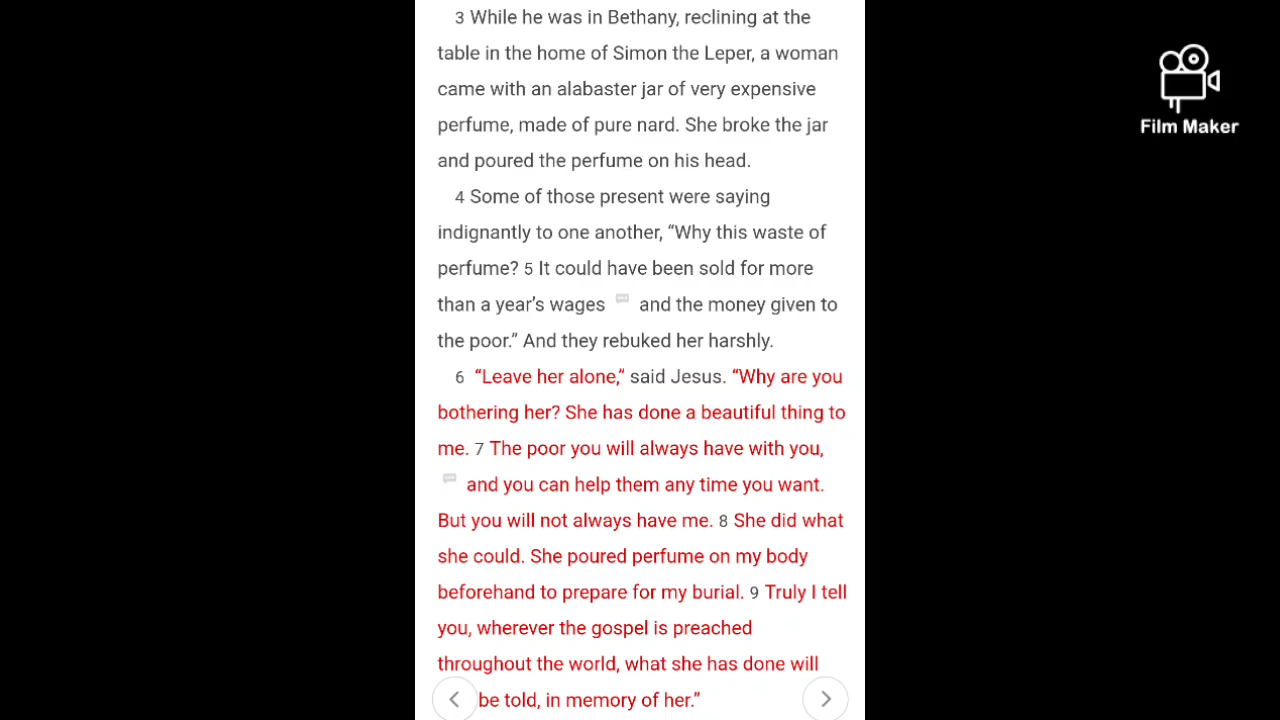 3 While he was in Bethany, reclining at the
table in the home of Simon the Leper, a woman
came with an alabaster jar of very expensive
perfume, made of pure nard. She broke the jar
and poured the perfume on his head.
4 Some of those present were saying
indignantly to one another, “Why this waste of
perfume? 5 It could have been sold for more
than a year’s wages and the money given to
the poor.” And they rebuked her harshly.
6 “Leave her alone,” said Jesus. “Why are you
bothering her? She has done a beautiful thing to
me. 7 The poor you will always have with you,
and you can help them any time you want.
But you will not always have me. 8 She did what
she could. She poured perfume on my body
beforehand to prepare for my burial. 9 Truly I tell
you, wherever the gospel is preached
throughout the world, what she has done will
be told, in memory of her.”
Film Maker